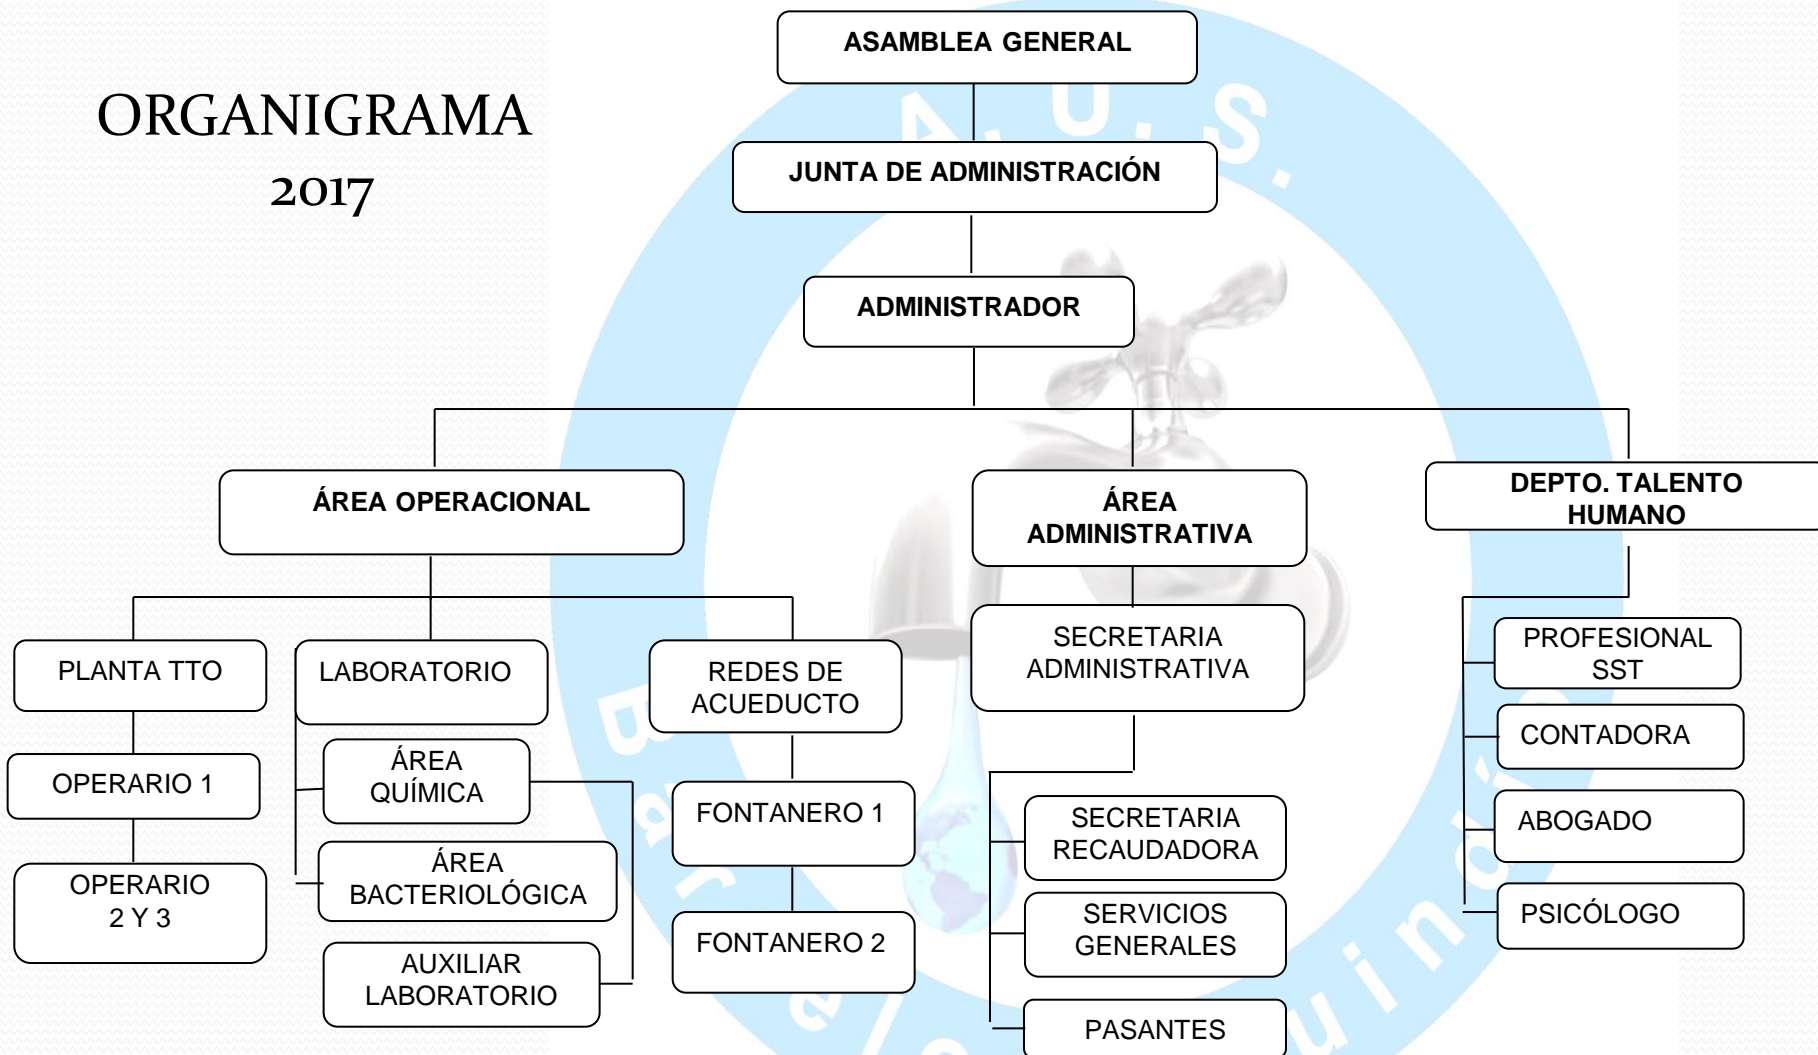 ORGANIGRAMA
2017
ASAMBLEA GENERAL
A. U. S.
JUNTA DE ADMINISTRACIÓN
ADMINISTRADOR
ÁREA OPERACIONAL
ÁREA
ADMINISTRATIVA
DEPTO. TALENTO
HUMANO
PLANTA TTO
OPERARIO 1
OPERARIO
2 Y 3
LABORATORIO
ÁREA
QUÍMICA
ÁREA
BACTERIOLÓGICA
AUXILIAR
LABORATORIO
REDES DE
ACUEDUCTO
FONTANERO 1
FONTANERO 2
SECRETARIA
ADMINISTRATIVA
SECRETARIA
RECAUDADORA
SERVICIOS
GENERALES
PASANTES
PROFESIONAL
SST
CONTADORA
ABOGADO
PSICÓLOGO